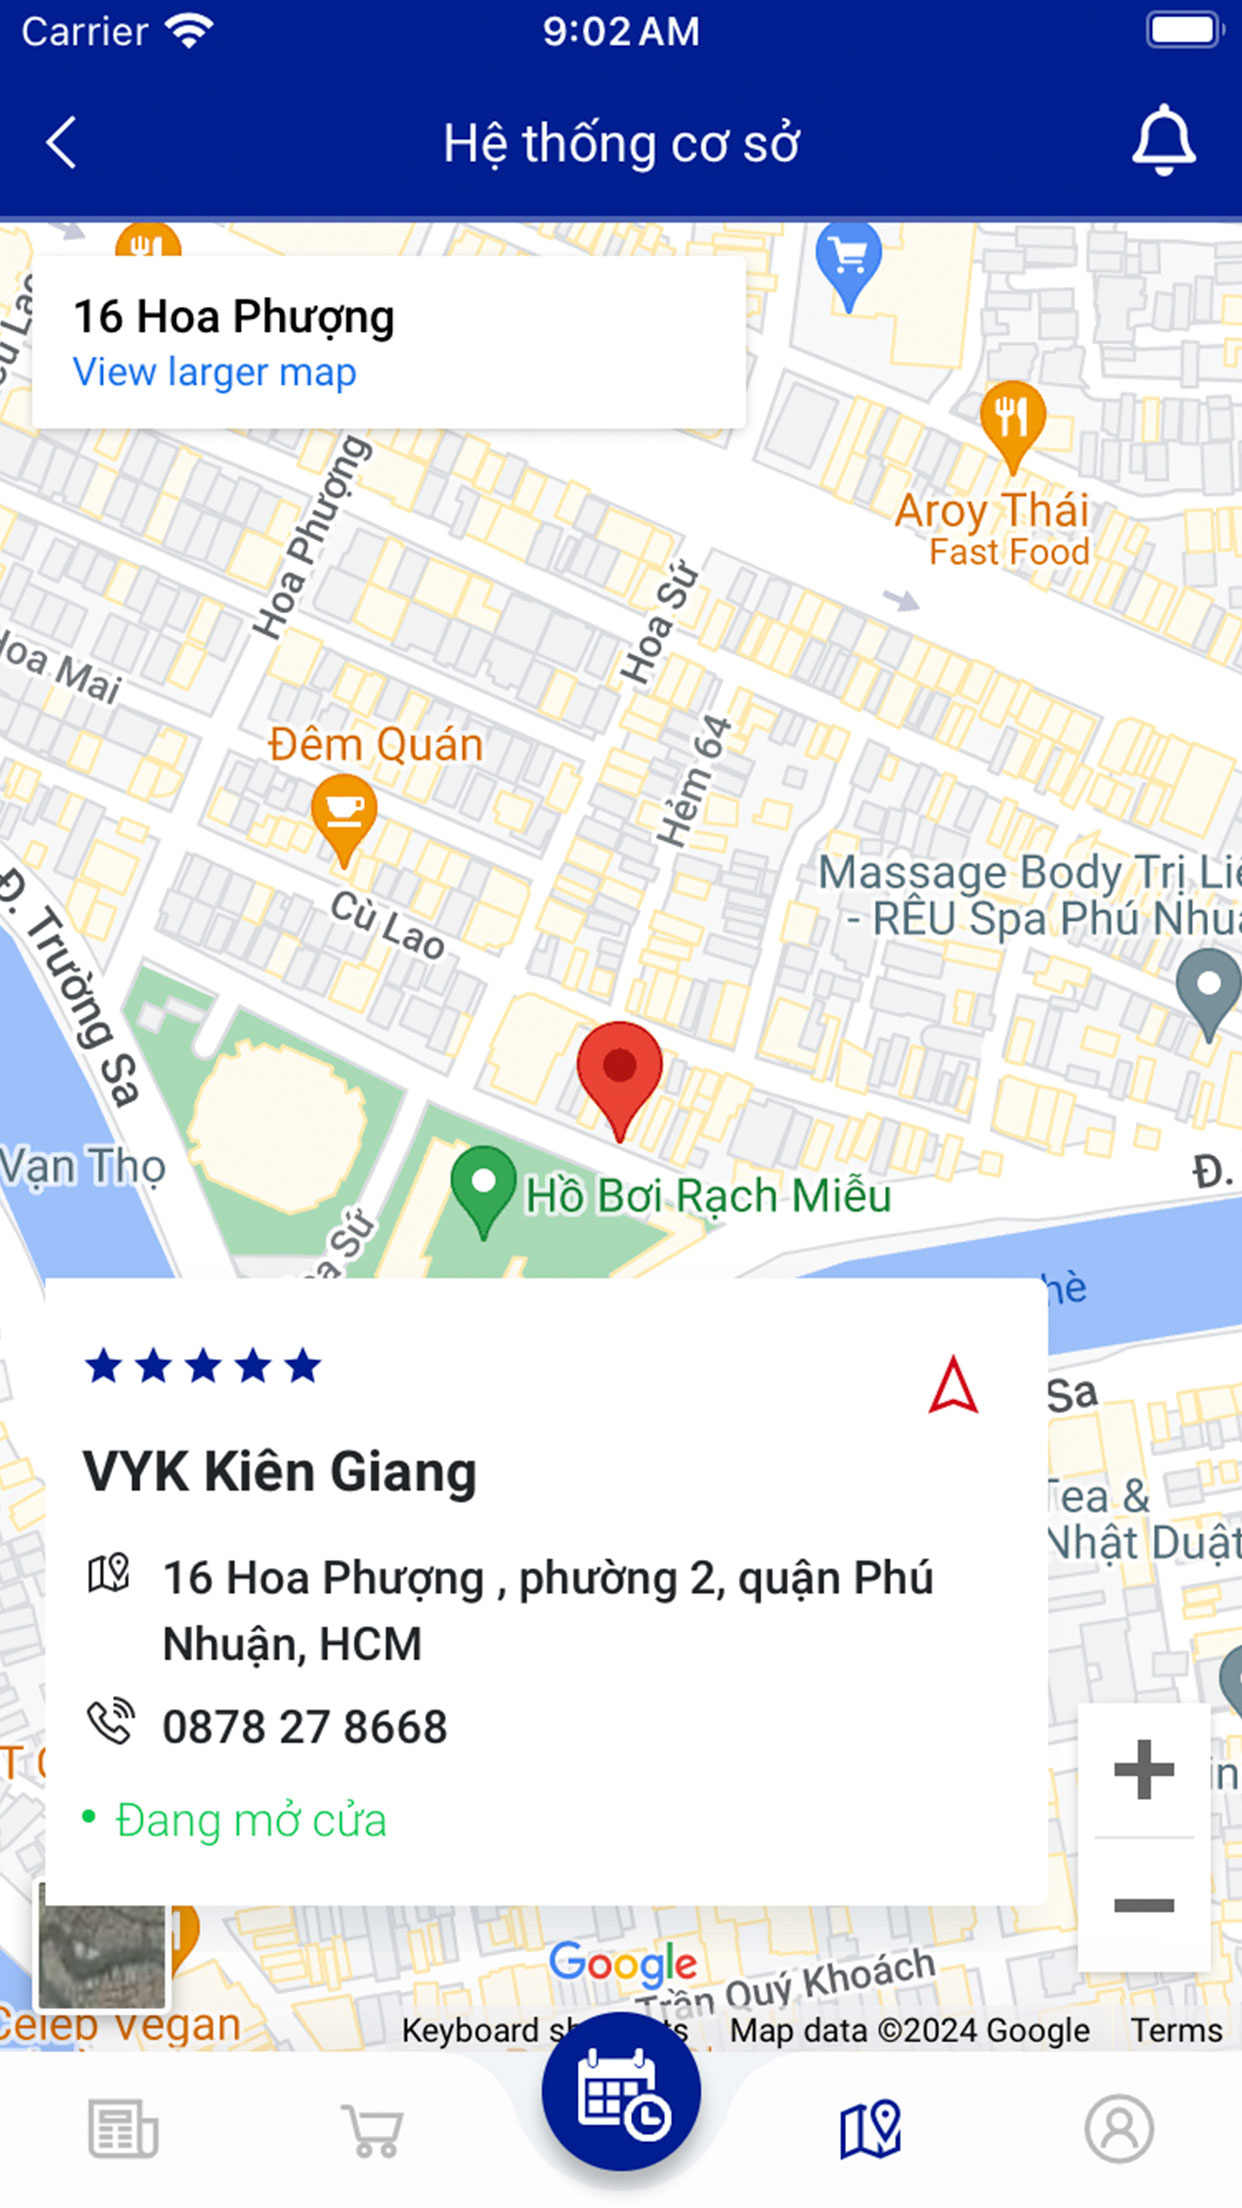 Carrier
9:02 AM
Hệ thống cơ sở
16 Hoa Phượng
View larger map
Aroy Thái
Fast Food
Hoa Phượng
Hoa Sứ
Hoa Mai
Hẻm 64
Đêm Quán
Cù Lao
Massage Body Trị
- RÊU Spa Phú
Đ. Trường Sa
Vạn Thọ
Đ.
Hồ Bơi Rạch Miễu
Sứ
Sa
VYK Kiên Giang
Tea &
Nhật Duật
16 Hoa Phượng , phường 2, quận Phú
Nhuận, HCM
0878 27 8668
Đang mở cửa
Google
Trần Quý Khoách
Celeb Vegan
Keyboard
Map data ©2024 Google
Terms